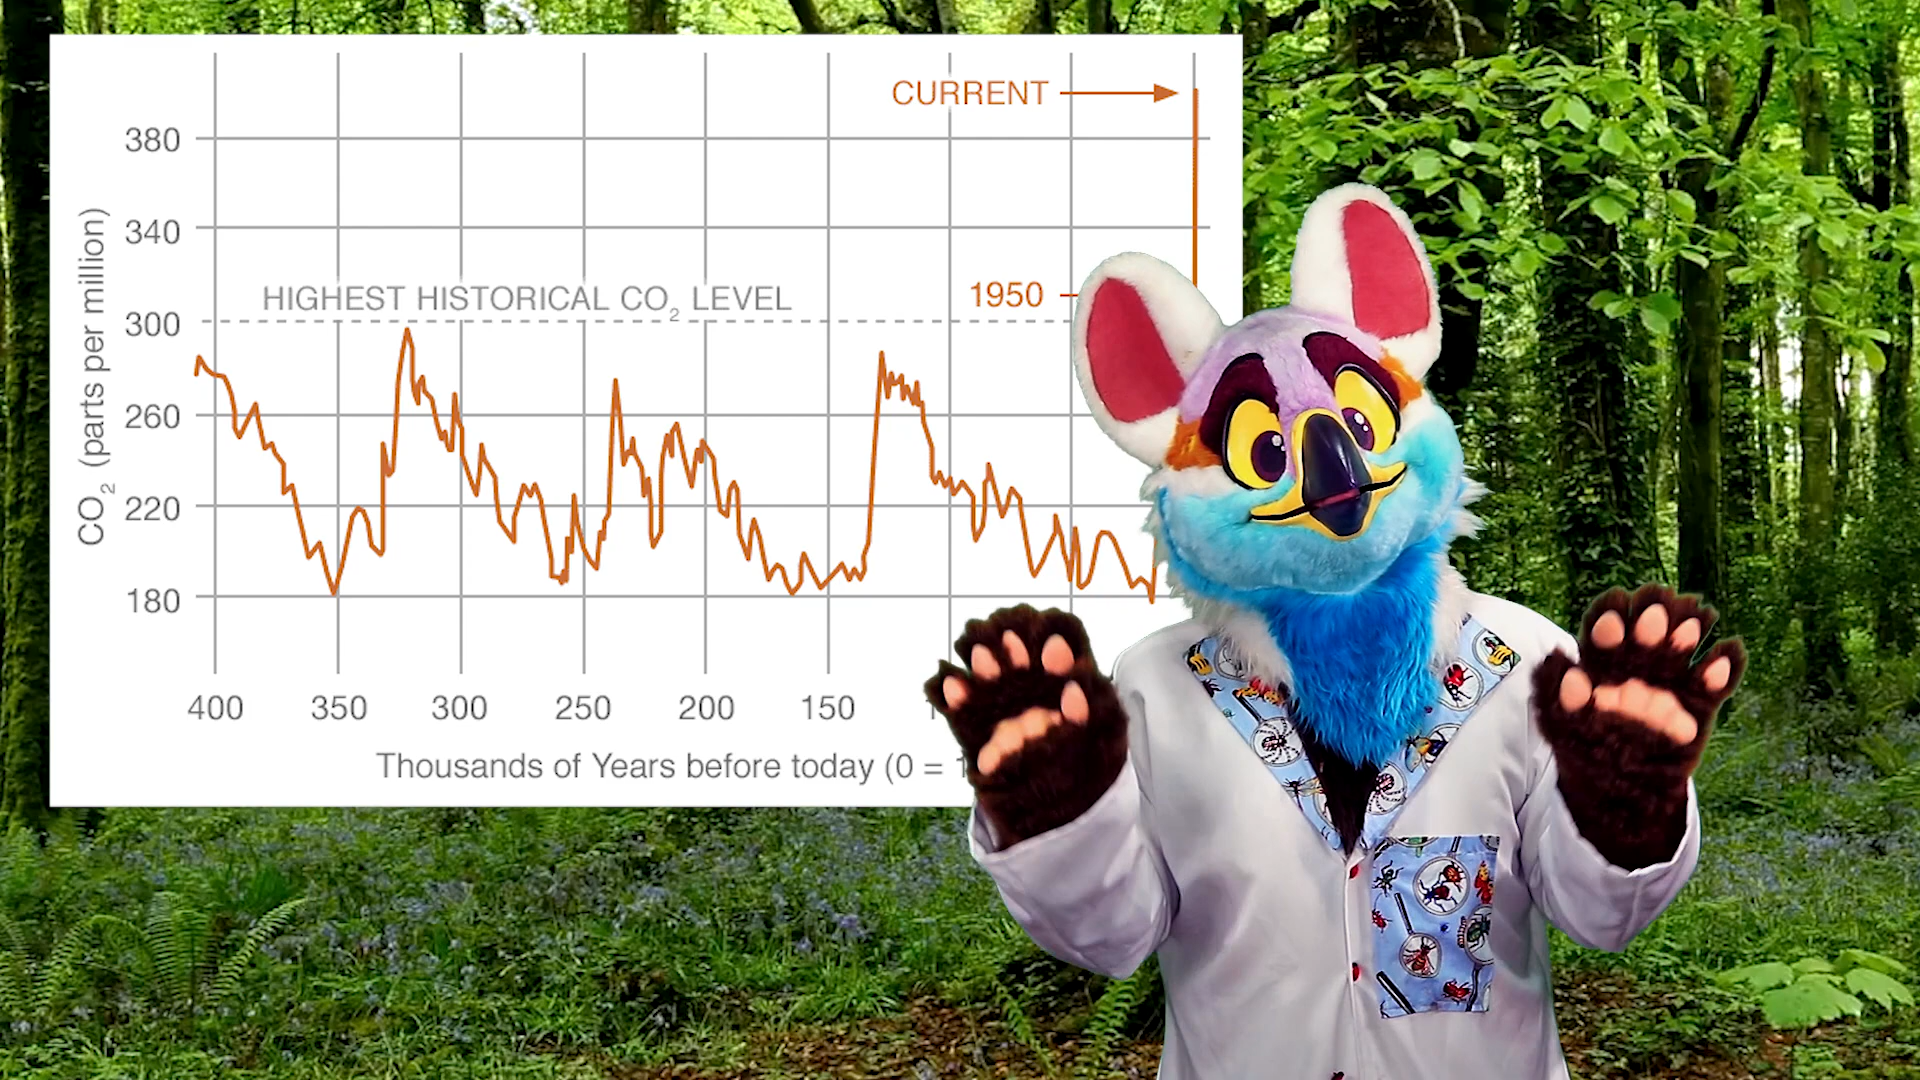 CURRENT
380
340
HIGHEST HISTORICAL CO₂ LEVEL
1950
300
260
220
180
CO₂ (parts per million)
400 350 300 250 200 150
Thousands of Years before today (0 =